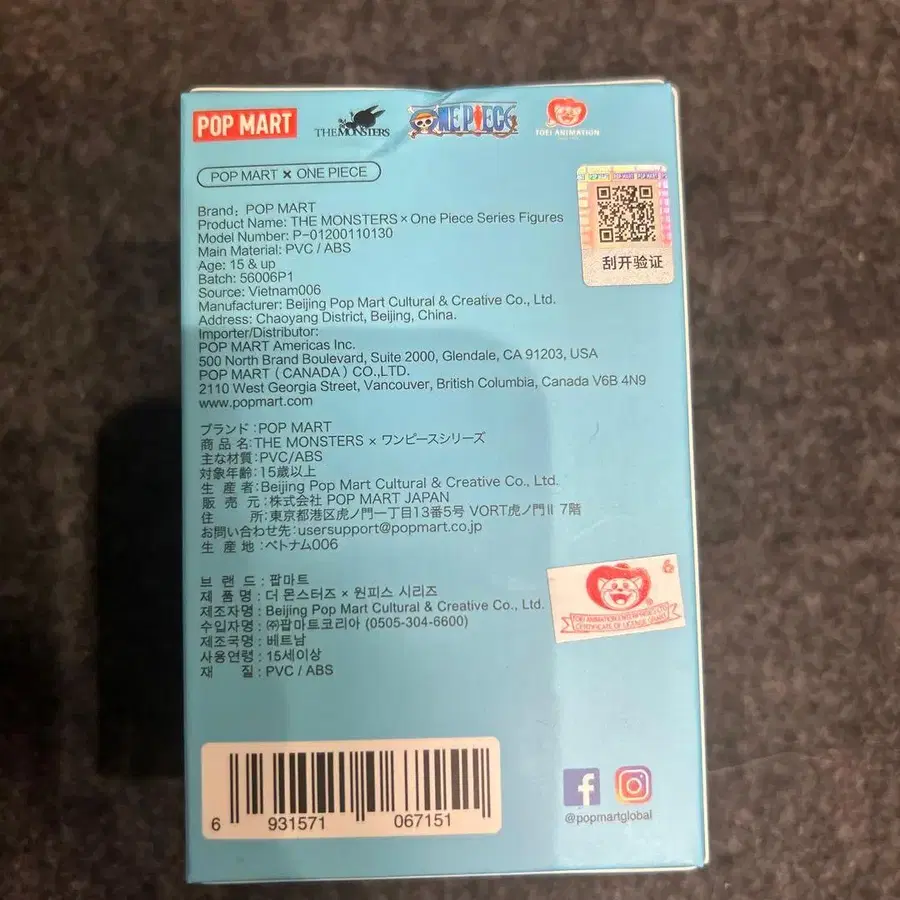 POP MART
THE MONSTERS
ONE PIECE
TOEI ANIMATION
POP MART × ONE PIECE
Brand: POP MART
Product Name: THE MONSTERS × One Piece Series Figures
Model Number: P-01200110130
Main Material: PVC / ABS
Age: 15 & up
Batch: 56006P1
Source: Vietnam006
Manufacturer: Beijing Pop Mart Cultural & Creative Co., Ltd.
Address: Chaoyang District, Beijing, China.
Importer/Distributor:
POP MART Americas Inc.
500 North Brand Boulevard, Suite 2000, Glendale, CA 91203, USA
POP MART (CANADA) CO.,LTD.
2110 West Georgia Street, Vancouver, British Columbia, Canada V6B 4N9
www.popmart.com
POP MART
刮开验证
ブランド:POP MART
商品名:THE MONSTERS × ワンピースシリーズ
主な材質:PVC/ABS
対象年齢:15歳以上
生産者:Beijing Pop Mart Cultural & Creative Co., Ltd.
販売元:株式会社 POP MART JAPAN
住所:東京都港区虎ノ門一丁目13番5号 VORT虎ノ門Ⅱ 7階
お問い合わせ先:usersupport@popmart.co.jp
生産地:ベトナム006
브랜드 : 팝마트
제품명 : 더 몬스터즈 × 원피스 시리즈
제조자명 : Beijing Pop Mart Cultural & Creative Co., Ltd.
수입자명 : ㈜팝마트코리아 (0505-304-6600)
제조국명 : 베트남
사용연령 : 15세이상
재질 : PVC / ABS
TOEI ANIMATION
6 931571 067151
@popmartglobal